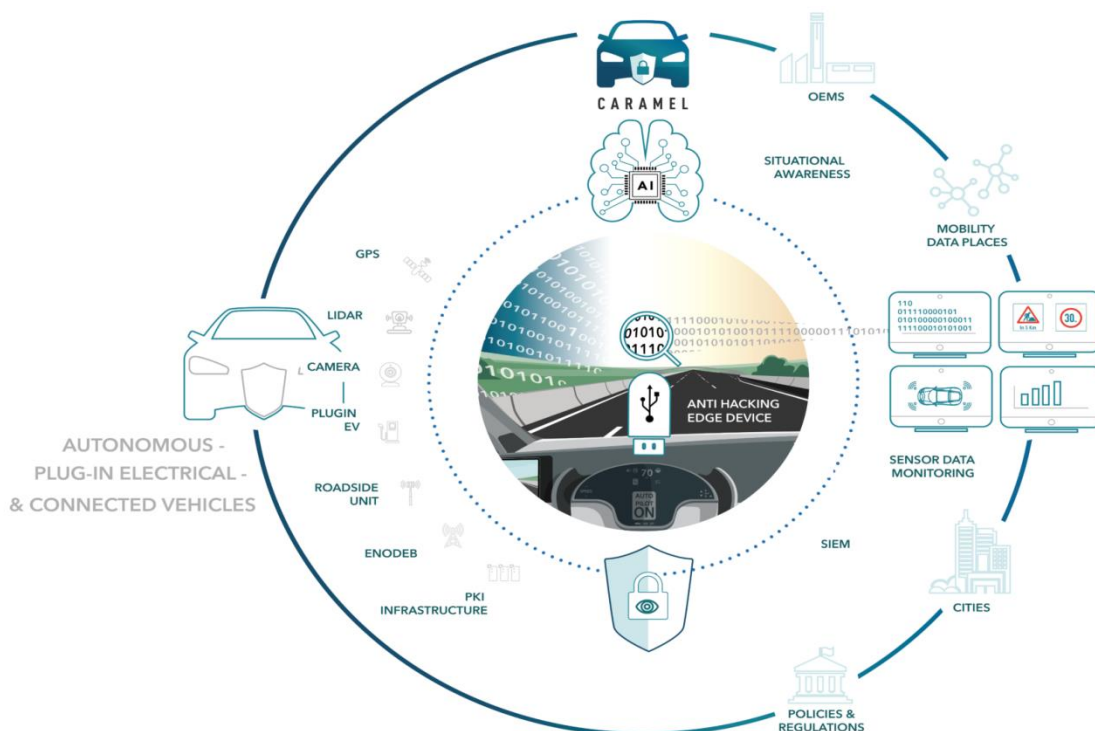 CARAMEL
OEMS
AI
SITUATIONAL
AWARENESS
MOBILITY
DATA PLACES
GPS
LIDAR
CAMERA
PLUGIN
EV
AUTONOMOUS -
PLUG-IN ELECTRICAL -
& CONNECTED VEHICLES
ROADSIDE
UNIT
ENODEB
PKI
INFRASTRUCTURE
ANTI HACKING
EDGE DEVICE
70
AUTO
PILOT
ON
110
011110000101
010100000100011
111100010101001
30
SENSOR DATA
MONITORING
SIEM
CITIES
POLICIES &
REGULATIONS